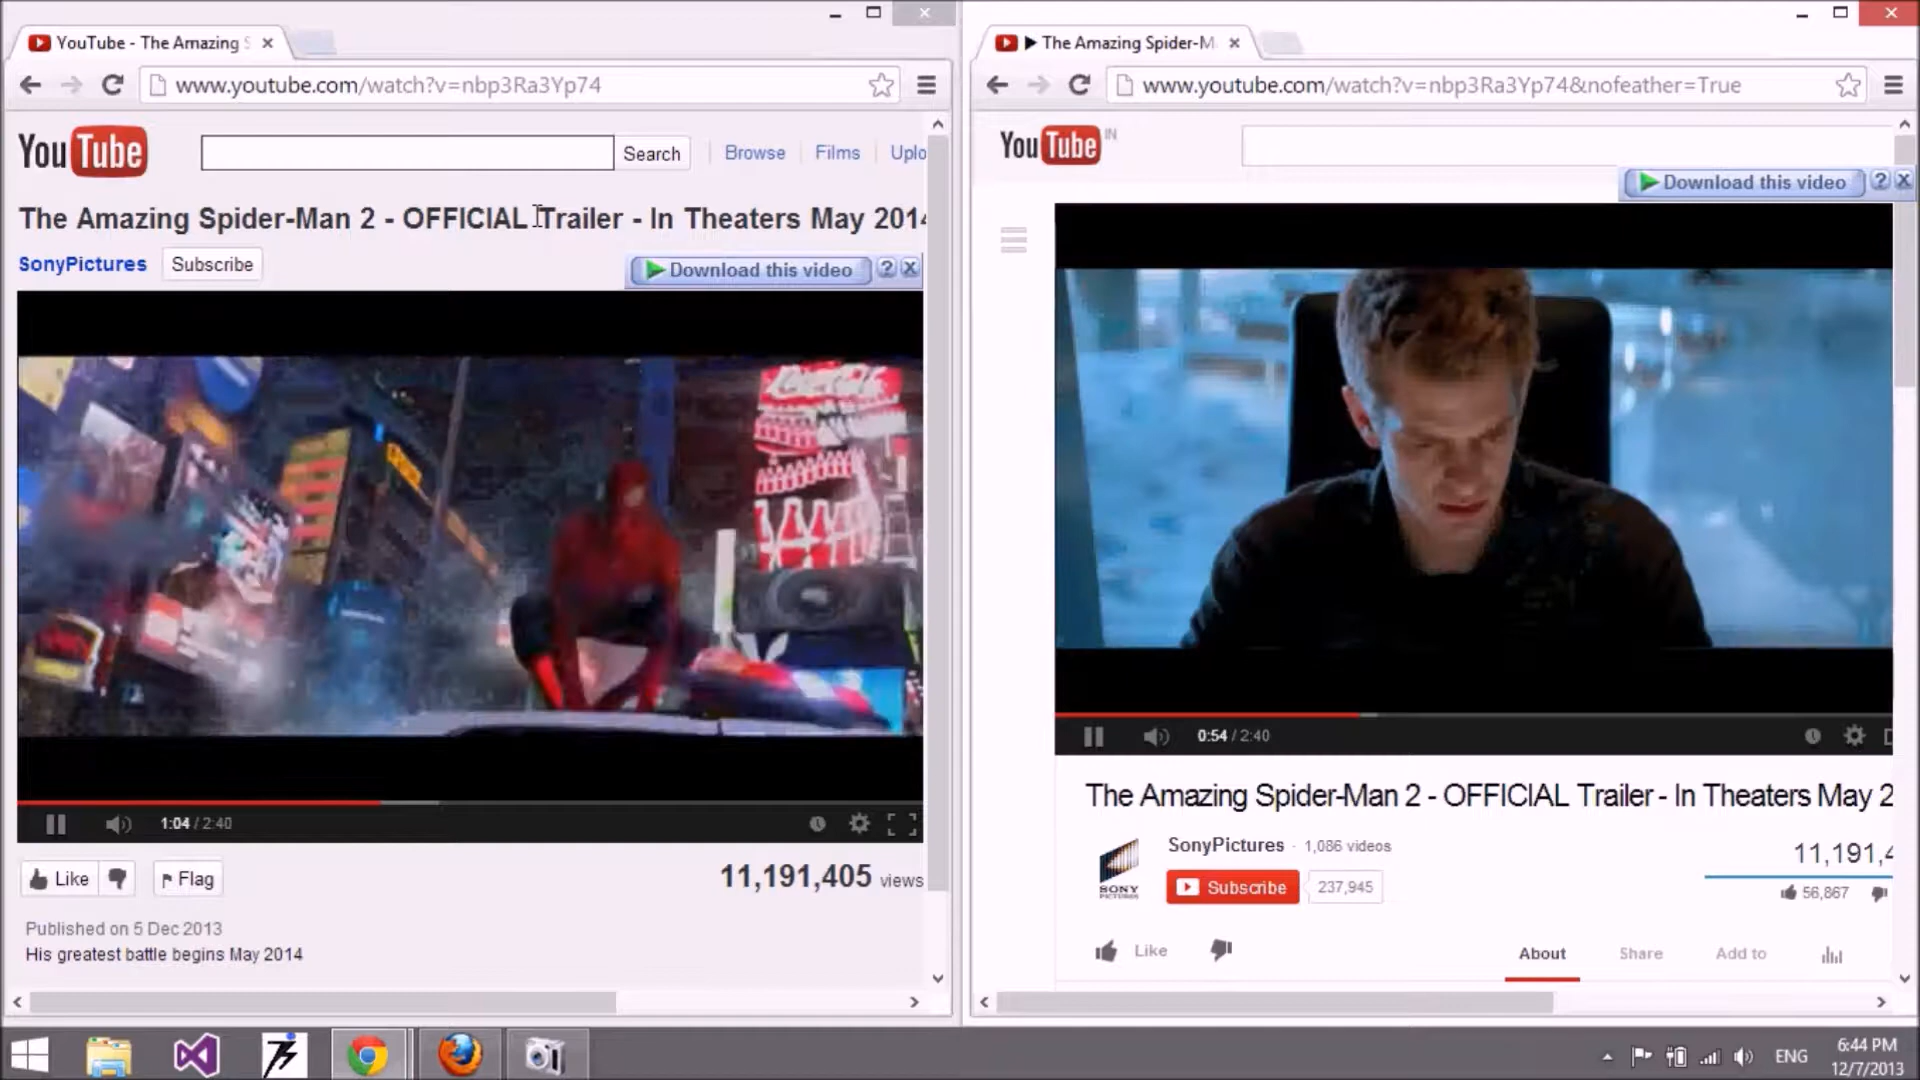 YouTube - The Amazing S
www.youtube.com/watch?v=nbp3Ra3Yp74
YouTube
Search
Browse
Films
Uplo
The Amazing Spider-Man 2 - OFFICIAL Trailer - In Theaters May 2014
SonyPictures
Subscribe
Download this video
1:04 / 2:40
Like
Flag
11,191,405 views
Published on 5 Dec 2013
His greatest battle begins May 2014
The Amazing Spider-M
www.youtube.com/watch?v=nbp3Ra3Yp74&nofeather=True
YouTube IN
Download this video
0:54 / 2:40
The Amazing Spider-Man 2 - OFFICIAL Trailer - In Theaters May 2
SONY
PICTURES
SonyPictures · 1,086 videos
Subscribe
237,945
11,191,4
56,867
Like
About
Share
Add to
ENG
6:44 PM
12/7/2013